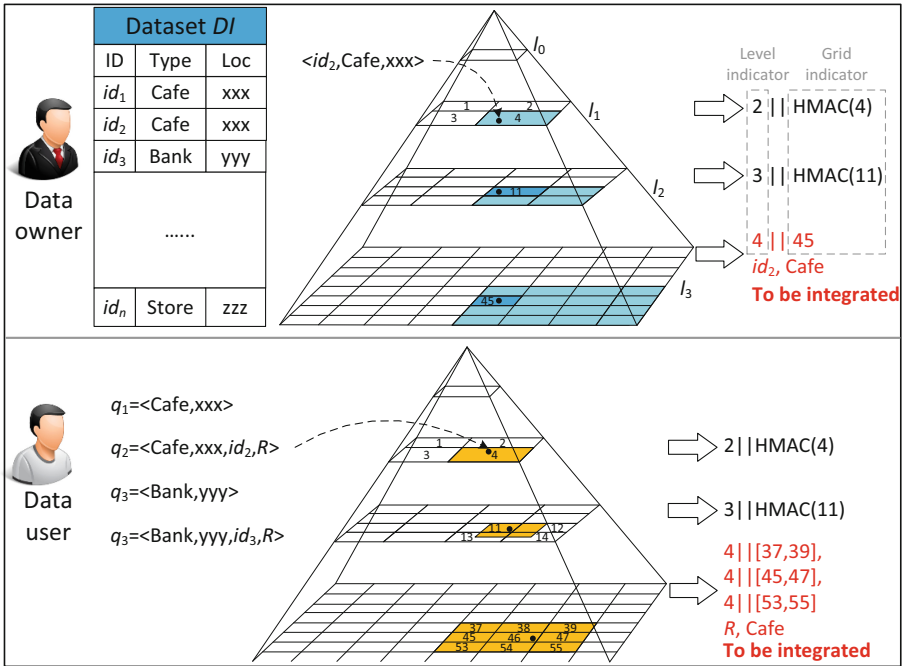 Dataset DI
ID Type Loc
id1 Cafe xxx
id2 Cafe xxx
id3 Bank yyy
......
idn Store zzz
Data
owner
<id2,Cafe,xxx>
l0
1 2
3 4
l1
11
l2
45
l3
Level
indicator
Grid
indicator
2 || HMAC(4)
3 || HMAC(11)
4 || 45
id2, Cafe
To be integrated
Data
user
q1=<Cafe,xxx>
q2=<Cafe,xxx,id2,R>
q3=<Bank,yyy>
q3=<Bank,yyy,id3,R>
1 2
3 4
11 12
13 14
37 38 39
45 46 47
53 54 55
2||HMAC(4)
3||HMAC(11)
4||[37,39],
4||[45,47],
4||[53,55]
R, Cafe
To be integrated